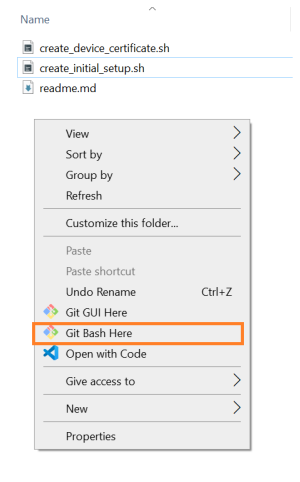 Name
create_device_certificate.sh
create_initial_setup.sh
readme.md
View
Sort by
Group by
Refresh
Customize this folder...
Paste
Paste shortcut
Undo Rename Ctrl+Z
Git GUI Here
Git Bash Here
Open with Code
Give access to
New
Properties